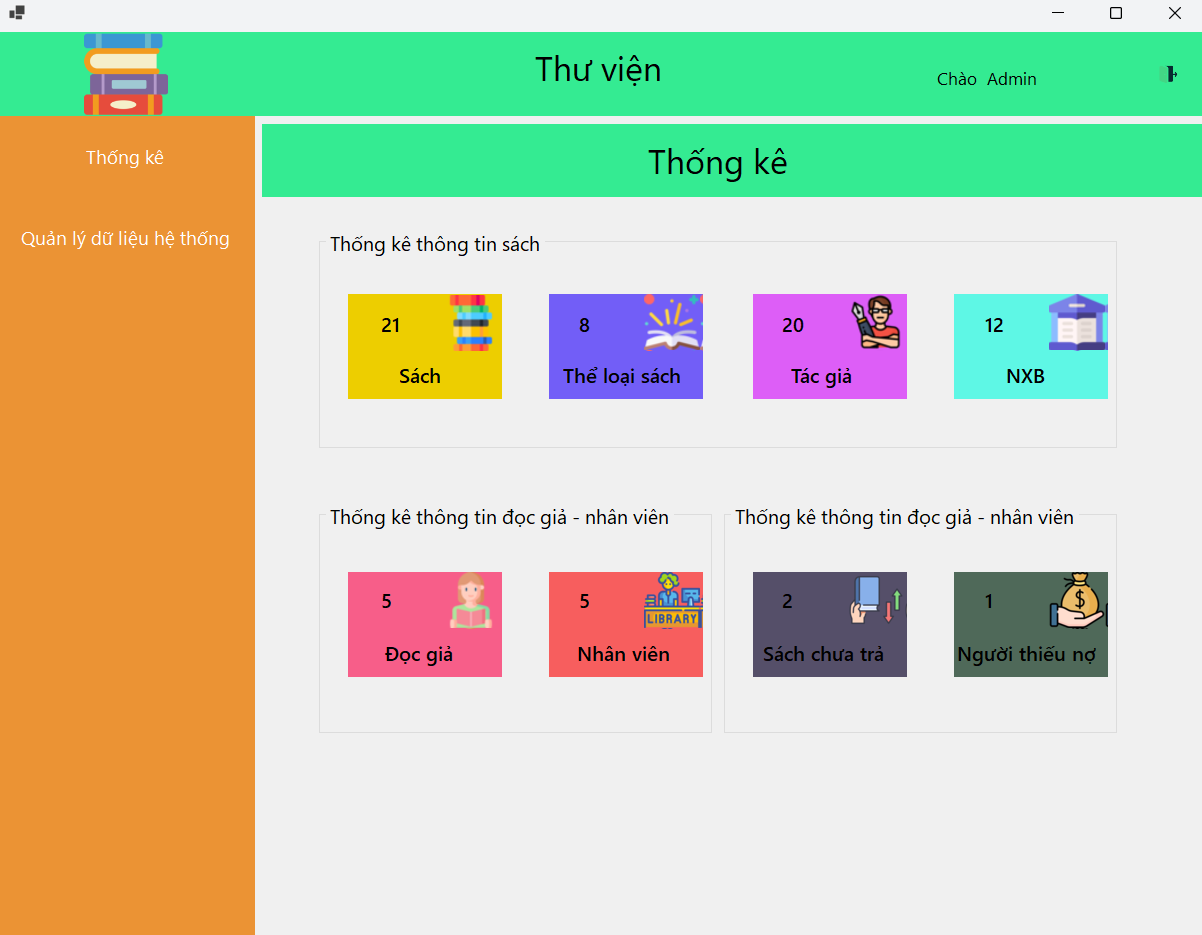 Thư viện
Chào Admin
Thống kê
Quản lý dữ liệu hệ thống
Thống kê
Thống kê thông tin sách
21
Sách
8
Thể loại sách
20
Tác giả
12
NXB
Thống kê thông tin đọc giả - nhân viên
5
Đọc giả
5
LIBRARY
Nhân viên
Thống kê thông tin đọc giả - nhân viên
2
Sách chưa trả
1
$
Người thiếu nợ